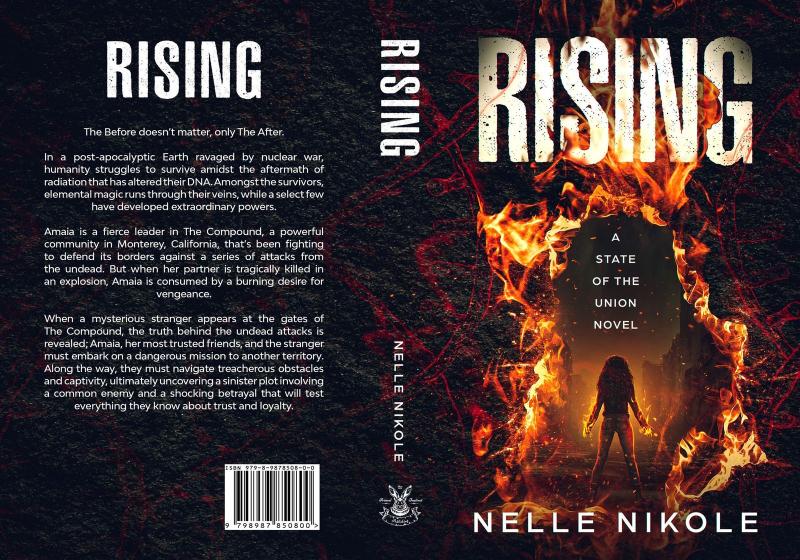 RISING
The Before doesn't matter, only The After.
In a post-apocalyptic Earth ravaged by nuclear war,
humanity struggles to survive amidst the aftermath of
radiation that has altered their DNA. Amongst the survivors,
elemental magic runs through their veins, while a select few
have developed extraordinary powers.
Amaia is a fierce leader in The Compound, a powerful
community in Monterey, California, that's been fighting
to defend its borders against a series of attacks from
the undead. But when her partner is tragically killed in
an explosion, Amaia is consumed by a burning desire for
vengeance.
When a mysterious stranger appears at the gates of
The Compound, the truth behind the undead attacks is
revealed; Amaia, her most trusted friends, and the stranger
must embark on a dangerous mission to another territory.
Along the way, they must navigate treacherous obstacles
and captivity, ultimately uncovering a sinister plot involving
a common enemy and a shocking betrayal that will test
everything they know about trust and loyalty.
ISBN 979-8-9878508-0-0
9 798987 850800 >
RISING
NELLE NIKOLE
RISING
A
STATE
OF THE
UNION
NOVEL
NELLE NIKOLE